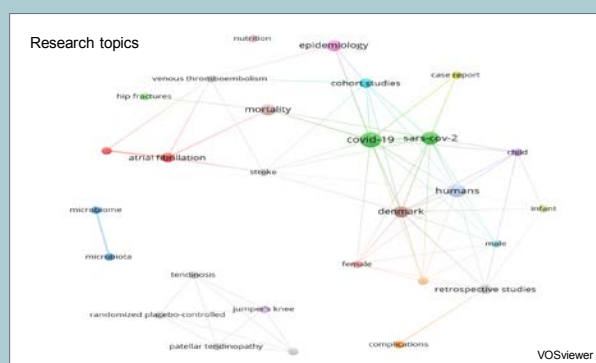 Research topics
nutrition
epidemiology
venous thromboembolism
cohort studies
case report
hip fractures
mortality
covid-19
sars-cov-2
child
atrial fibrilation
stroke
humans
microbiome
denmark
infant
male
microbiota
female
tendinosis
retrospective studies
jumper's knee
randomized placebo-controlled
patellar tendinopathy
complications
VOSviewer